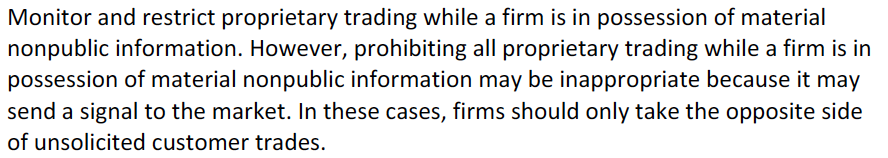 Monitor and restrict proprietary trading while a firm is in possession of material
nonpublic information. However, prohibiting all proprietary trading while a firm is in
possession of material nonpublic information may be inappropriate because it may
send a signal to the market. In these cases, firms should only take the opposite side
of unsolicited customer trades.